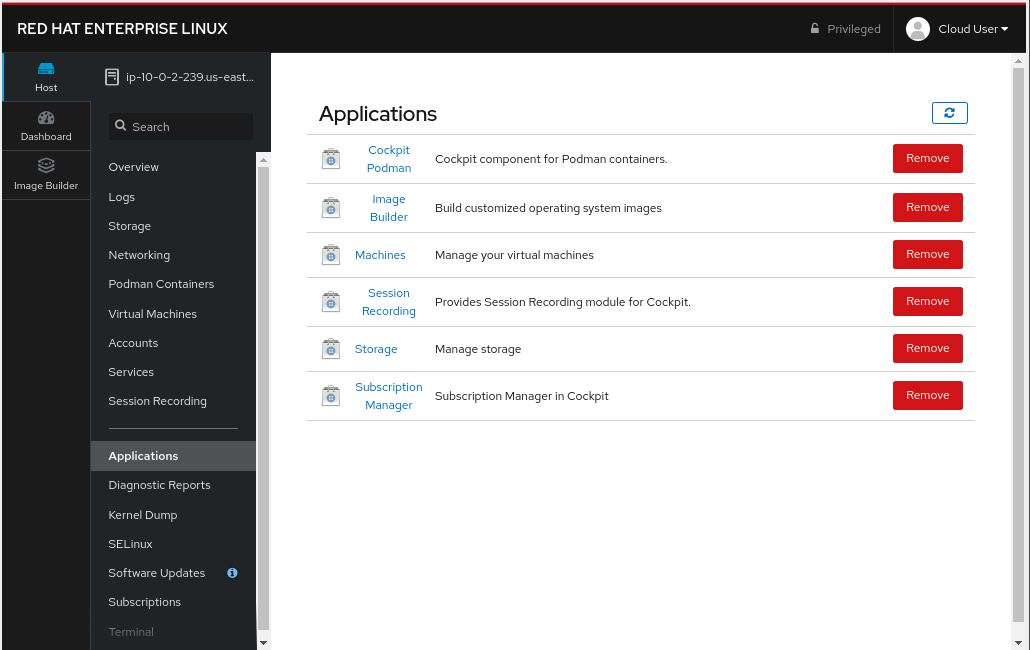 RED HAT ENTERPRISE LINUX
Privileged
Cloud User
Host
Dashboard
Image Builder
ip-10-0-2-239.us-east...
Search
Overview
Logs
Storage
Networking
Podman Containers
Virtual Machines
Accounts
Services
Session Recording
Applications
Diagnostic Reports
Kernel Dump
SELinux
Software Updates
Subscriptions
Terminal
Applications
Cockpit
Podman
Cockpit component for Podman containers.
Remove
Image
Builder
Build customized operating system images
Remove
Machines
Manage your virtual machines
Remove
Session
Recording
Provides Session Recording module for Cockpit.
Remove
Storage
Manage storage
Remove
Subscription
Manager
Subscription Manager in Cockpit
Remove